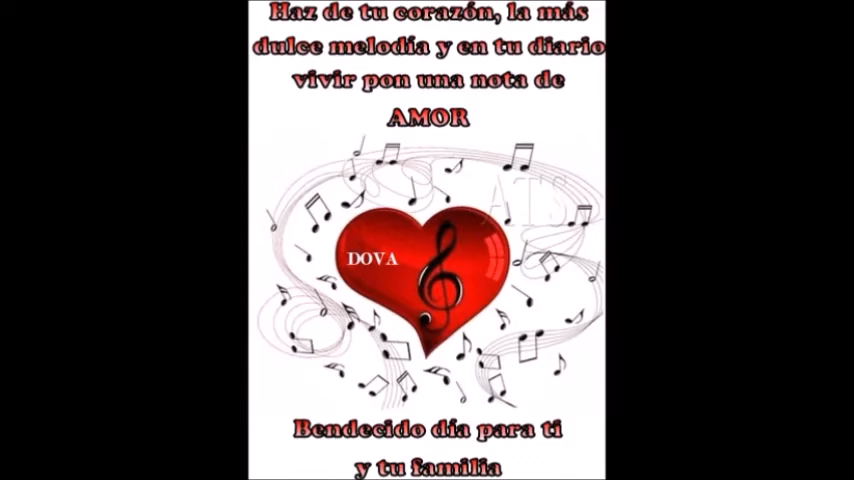 Haz de tu corazón, la más
dulce melodía y en tu diario
vivir pon una nota de
AMOR
ATS
DOVA
Bendecido día para ti
y tu familia